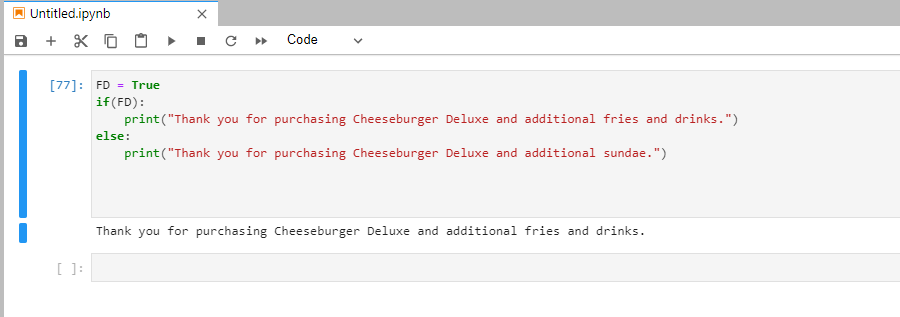 Untitled.ipynb
Code
[77]:
FD = True
if(FD):
    print("Thank you for purchasing Cheeseburger Deluxe and additional fries and drinks.")
else:
    print("Thank you for purchasing Cheeseburger Deluxe and additional sundae.")
Thank you for purchasing Cheeseburger Deluxe and additional fries and drinks.
[ ]: